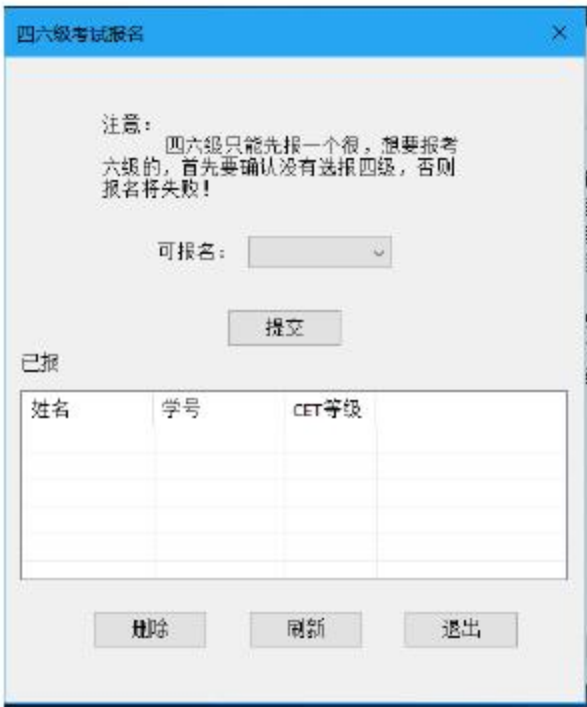 四六级考试报名
注意：
四六级只能先报一个很，想要报考
六级的，首先要确认没有选报四级，否则
报名将失败！
可报名：
提交
已报
姓名 学号 CET等级
删除 刷新 退出